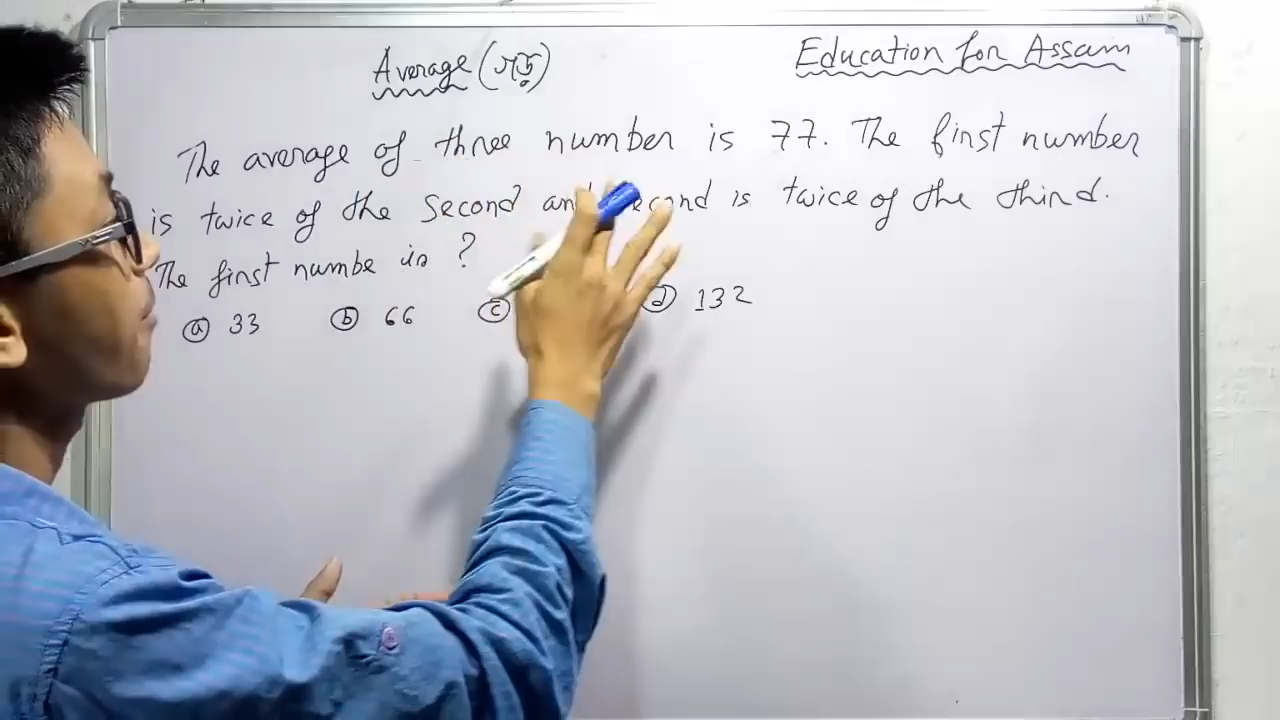 Average (গড়)
Education for Assam
The average of three number is 77. The first number
is twice of the second and second is twice of the third.
The first numbe is ?
ⓐ 33 ⓑ 66 ⓒ ⓓ 132